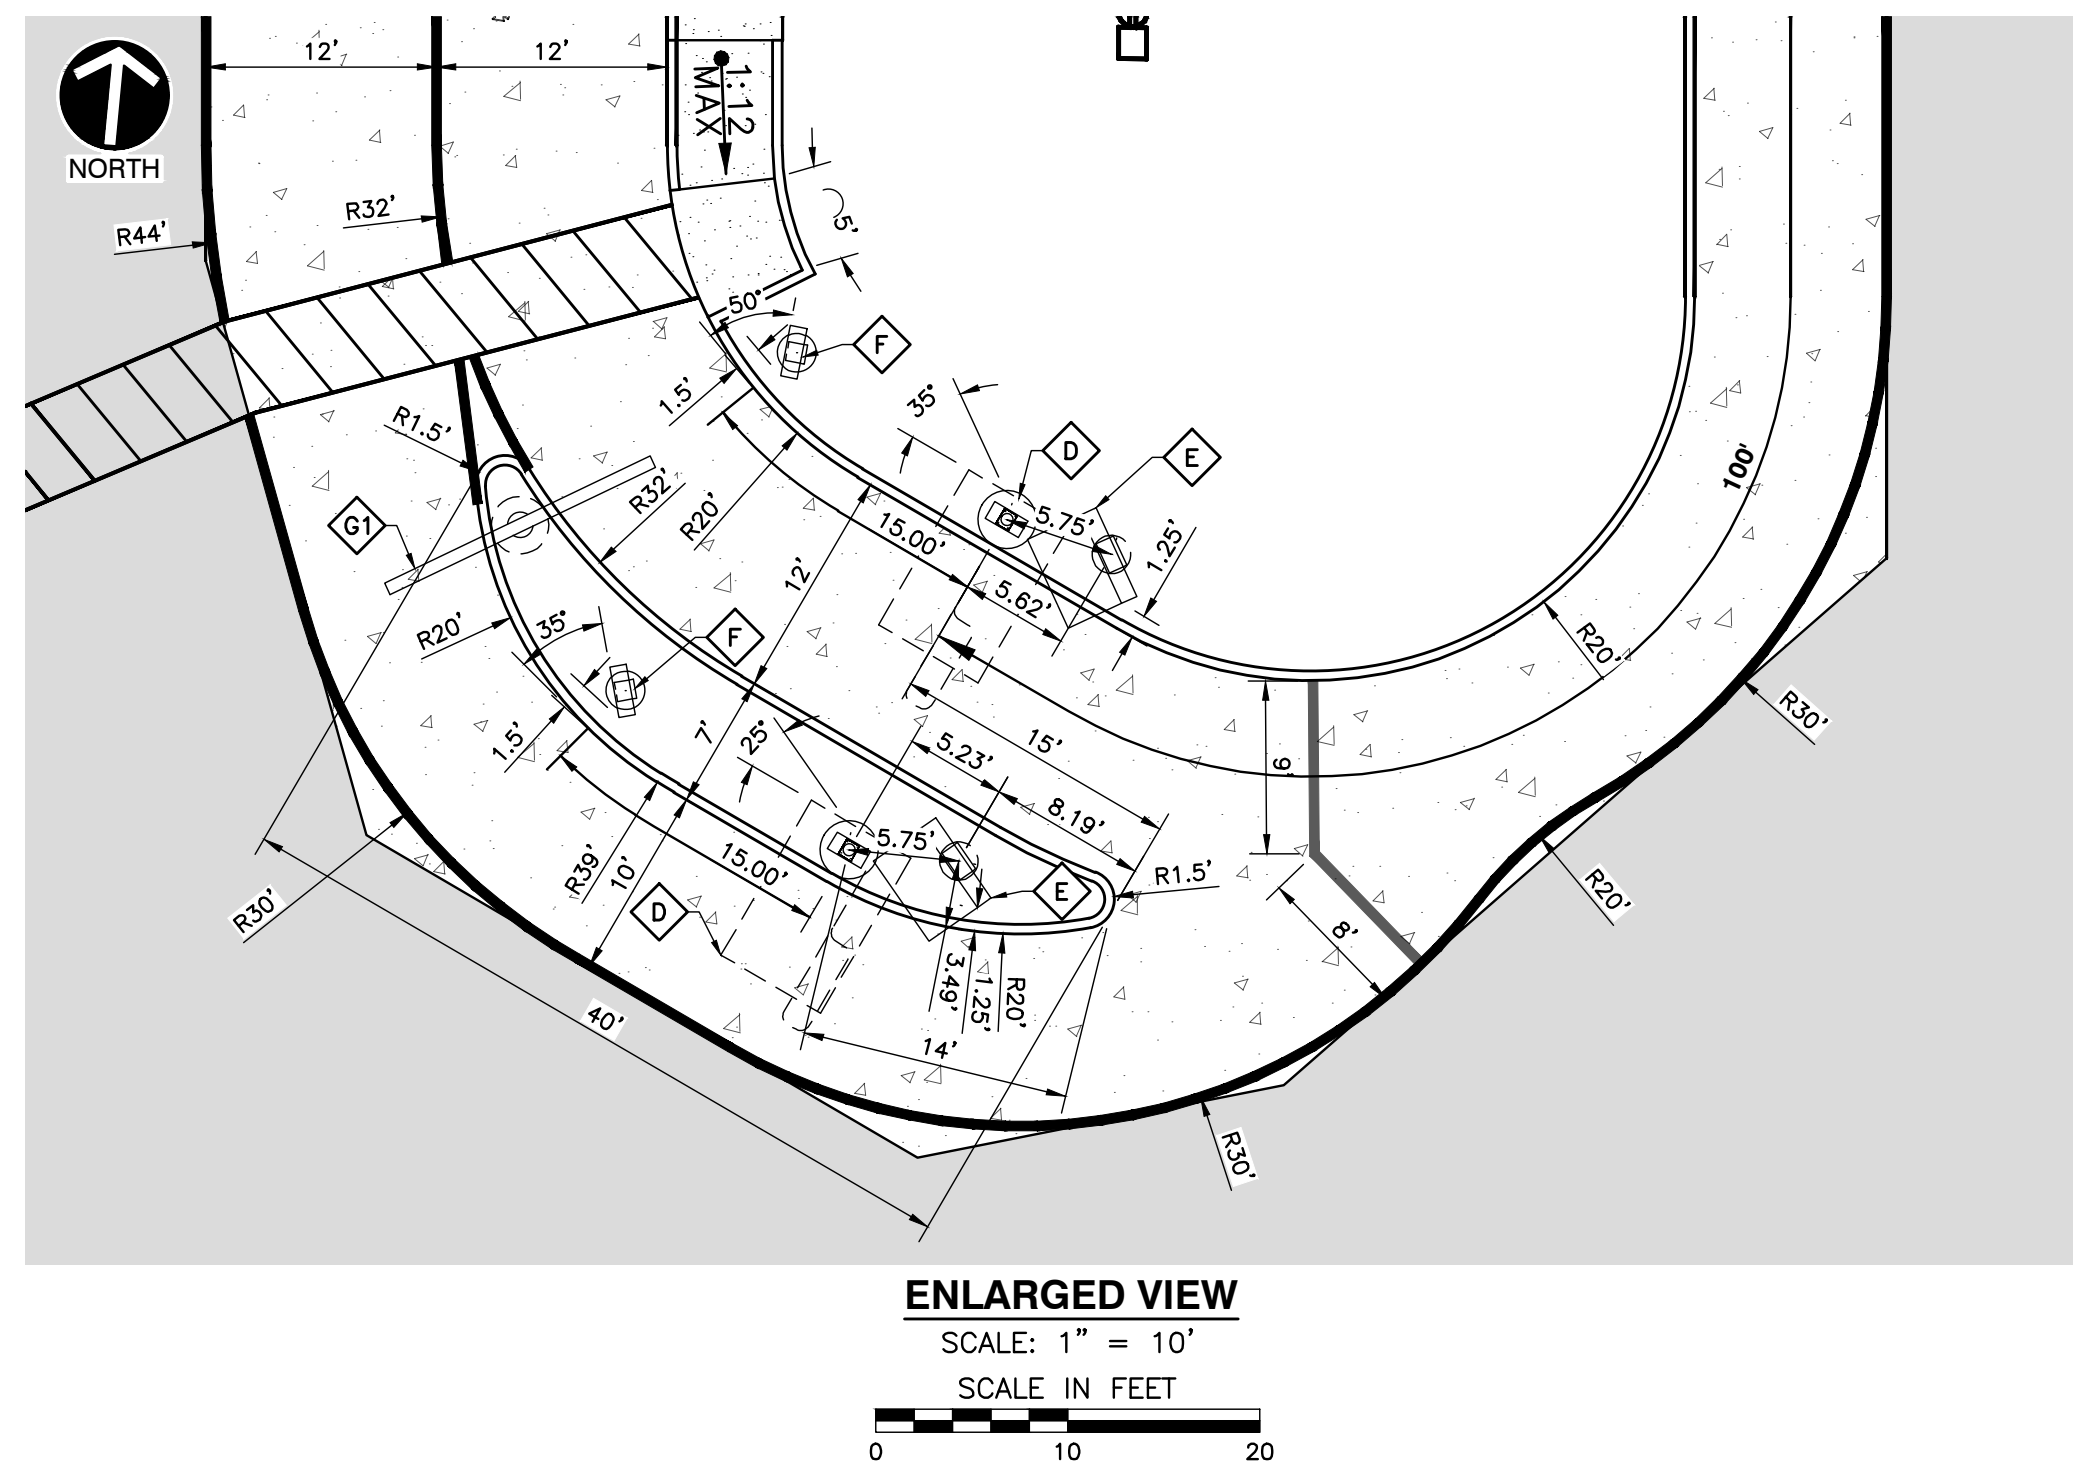 12'
12'
1:12
MAX
NORTH
R44'
R32'
5'
50°
F
1.5'
35°
D
E
R1.5'
R32'
R20'
15.00'
5.75'
1.25'
100'
G1
12'
5.62'
R20'
35°
F
R20'
R30'
1.5'
7'
25°
5.23'
15'
9'
8.19'
5.75'
R39'
10'
15.00'
E
R1.5'
R20'
R30'
D
8'
3.49'
1.25'
R20'
40'
14'
R30'
ENLARGED VIEW
SCALE: 1" = 10'
SCALE IN FEET
0 10 20